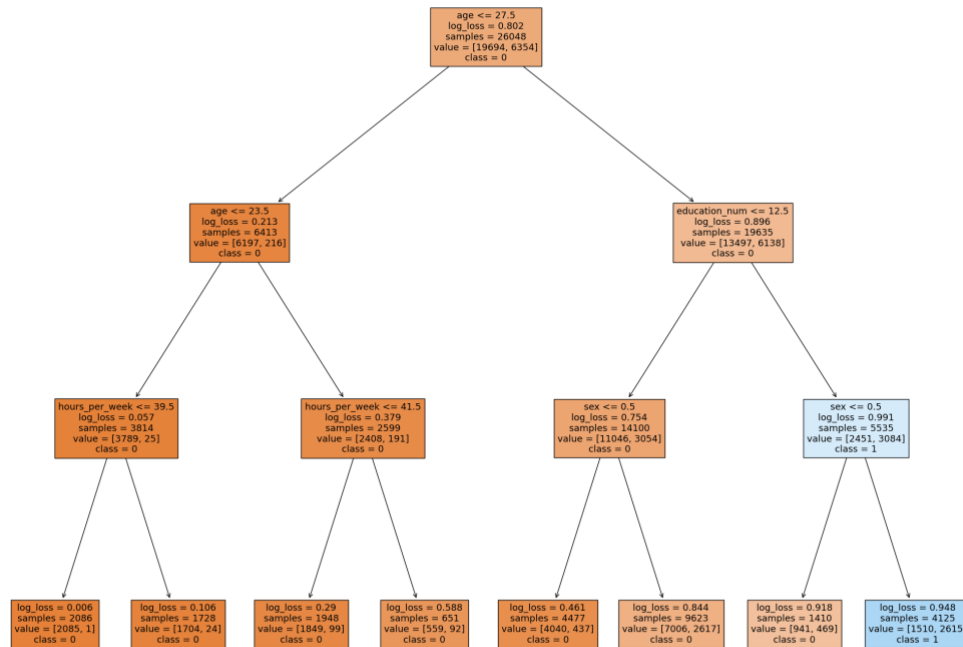 age <= 27.5
log_loss = 0.802
samples = 26048
value = [19694, 6354]
class = 0
age <= 23.5
log_loss = 0.213
samples = 6413
value = [6197, 216]
class = 0
education_num <= 12.5
log_loss = 0.896
samples = 19635
value = [13497, 6138]
class = 0
hours_per_week <= 39.5
log_loss = 0.057
samples = 3814
value = [3789, 25]
class = 0
hours_per_week <= 41.5
log_loss = 0.379
samples = 2599
value = [2408, 191]
class = 0
sex <= 0.5
log_loss = 0.754
samples = 14100
value = [11046, 3054]
class = 0
sex <= 0.5
log_loss = 0.991
samples = 5535
value = [2451, 3084]
class = 1
log_loss = 0.006
samples = 2086
value = [2085, 1]
class = 0
log_loss = 0.106
samples = 1728
value = [1704, 24]
class = 0
log_loss = 0.29
samples = 1948
value = [1849, 99]
class = 0
log_loss = 0.588
samples = 651
value = [559, 92]
class = 0
log_loss = 0.461
samples = 4477
value = [4040, 437]
class = 0
log_loss = 0.844
samples = 9623
value = [7006, 2617]
class = 0
log_loss = 0.918
samples = 1410
value = [941, 469]
class = 0
log_loss = 0.948
samples = 4125
value = [1510, 2615]
class = 1